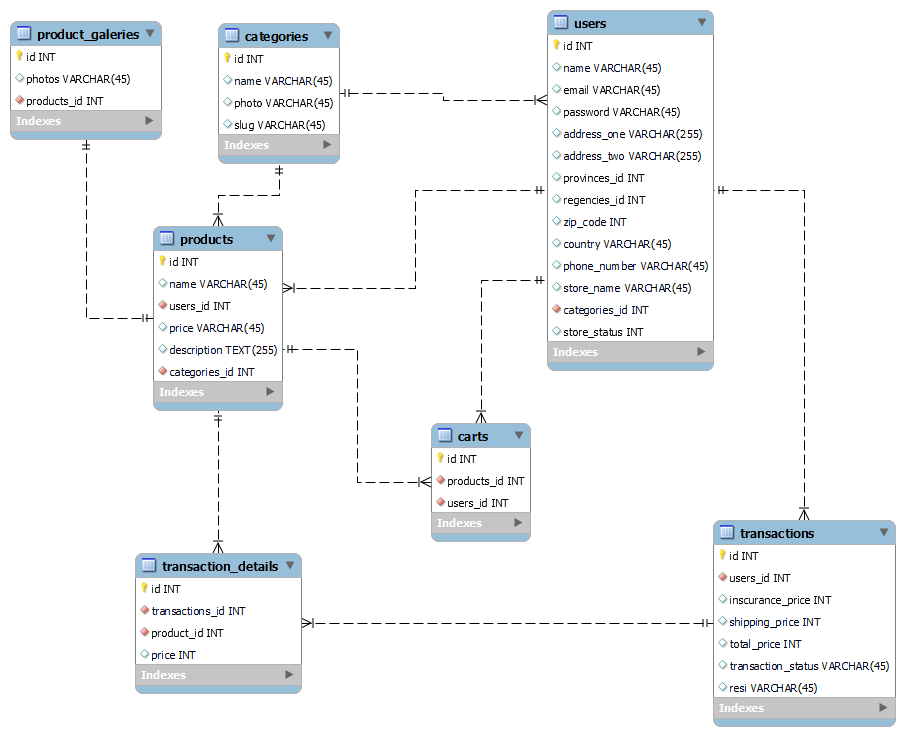 product_galeries
id INT
photos VARCHAR(45)
products_id INT
Indexes
categories
id INT
name VARCHAR(45)
photo VARCHAR(45)
slug VARCHAR(45)
Indexes
users
id INT
name VARCHAR(45)
email VARCHAR(45)
password VARCHAR(45)
address_one VARCHAR(255)
address_two VARCHAR(255)
provinces_id INT
regencies_id INT
zip_code INT
country VARCHAR(45)
phone_number VARCHAR(45)
store_name VARCHAR(45)
categories_id INT
store_status INT
Indexes
products
id INT
name VARCHAR(45)
users_id INT
price VARCHAR(45)
description TEXT(255)
categories_id INT
Indexes
carts
id INT
products_id INT
users_id INT
Indexes
transaction_details
id INT
transactions_id INT
product_id INT
price INT
Indexes
transactions
id INT
users_id INT
inscurance_price INT
shipping_price INT
total_price INT
transaction_status VARCHAR(45)
resi VARCHAR(45)
Indexes